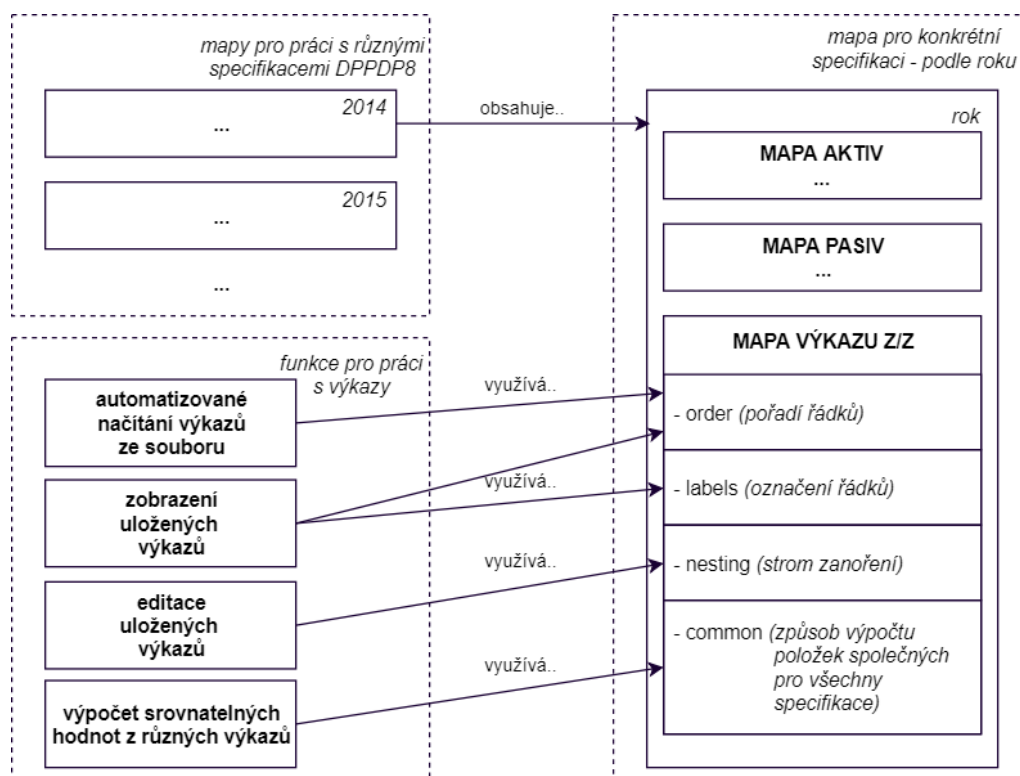 mapy pro práci s různými
specifikacemi DPPDP8
2014
...
2015
...
...
funkce pro práci
s výkazy
automatizované
načítání výkazů
ze souboru
zobrazení
uložených
výkazů
editace
uložených
výkazů
výpočet srovnatelných
hodnot z různých výkazů
obsahuje..
využívá..
využívá..
využívá..
využívá..
mapa pro konkrétní
specifikaci - podle roku
rok
MAPA AKTIV
...
MAPA PASIV
...
MAPA VÝKAZU Z/Z
- order (pořadí řádků)
- labels (označení řádků)
- nesting (strom zanoření)
- common (způsob výpočtu
položek společných
pro všechny
specifikace)